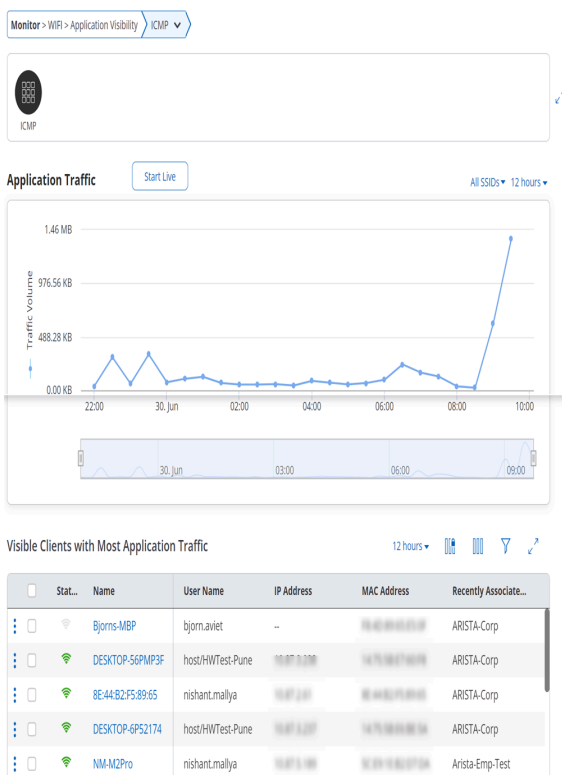 Monitor > WIFI > Application Visibility ICMP
ICMP
Application Traffic Start Live All SSIDs 12 hours
1.46 MB
976.56 KB
488.28 KB
0.00 KB
Traffic Volume
22:00 30. Jun 02:00 04:00 06:00 08:00 10:00
30. Jun 03:00 06:00 09:00
Visible Clients with Most Application Traffic 12 hours
Stat... Name User Name IP Address MAC Address Recently Associate...
Bjorns-MBP bjorn.aviet -- ARISTA-Corp
DESKTOP-56PMP3F host/HWTest-Pune ARISTA-Corp
8E:44:B2:F5:89:65 nishant.mallya ARISTA-Corp
DESKTOP-6P52174 host/HWTest-Pune ARISTA-Corp
NM-M2Pro nishant.mallya Arista-Emp-Test